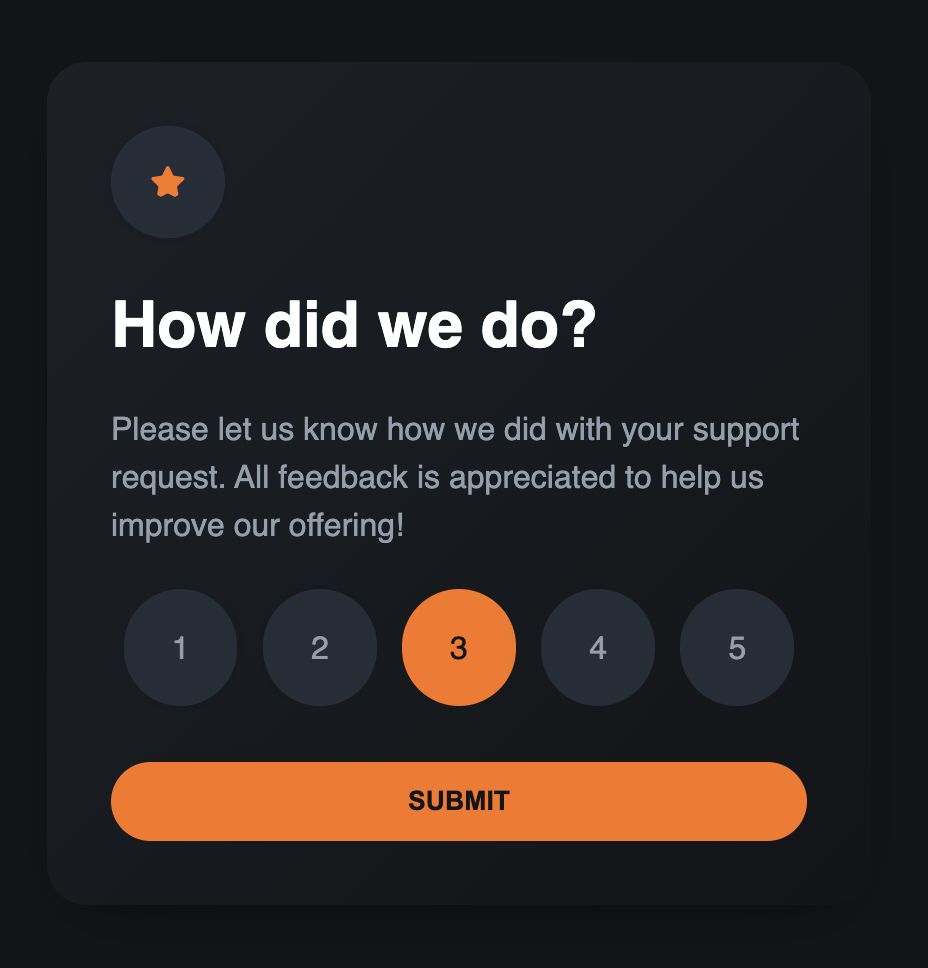 How did we do?
Please let us know how we did with your support
request. All feedback is appreciated to help us
improve our offering!
1 2 3 4 5
SUBMIT